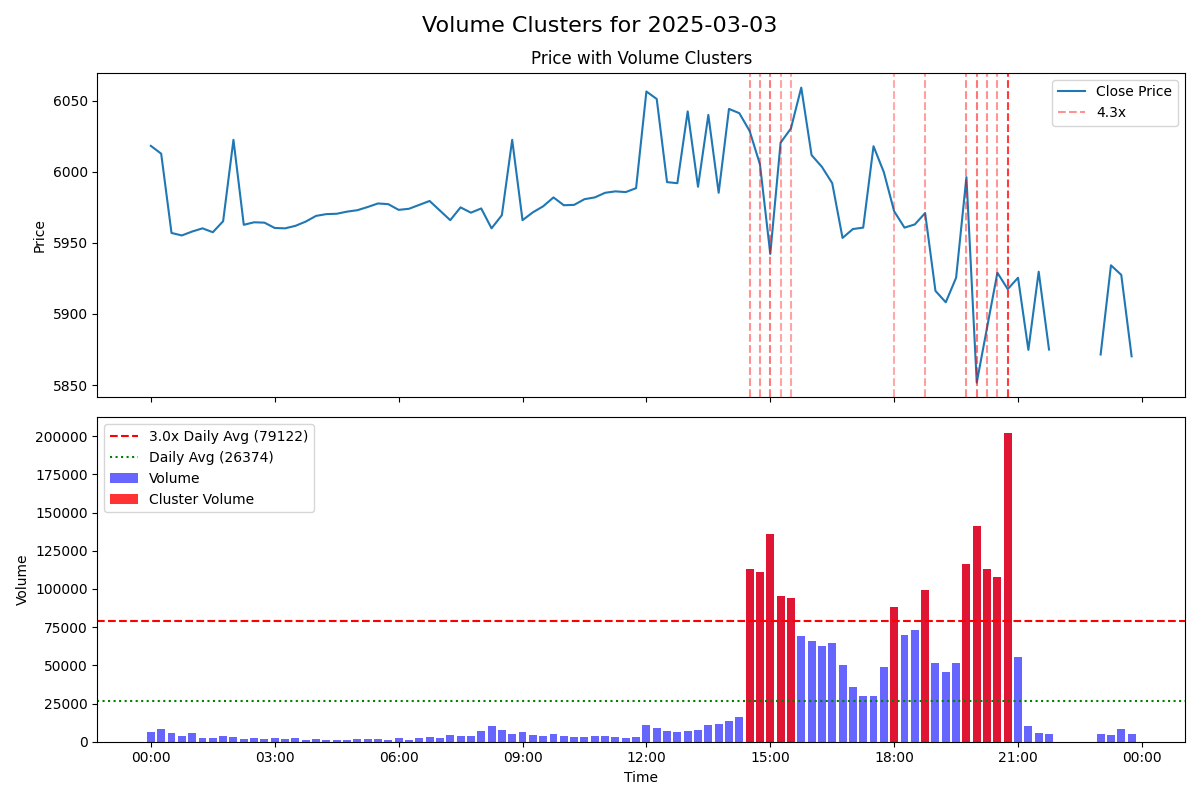 Volume Clusters for 2025-03-03
Price with Volume Clusters
Price
6050
6000
5950
5900
5850
Close Price
4.3x
Volume
200000
175000
150000
125000
100000
75000
50000
25000
0
3.0x Daily Avg (79122)
Daily Avg (26374)
Volume
Cluster Volume
00:00 03:00 06:00 09:00 12:00 15:00 18:00 21:00 00:00
Time